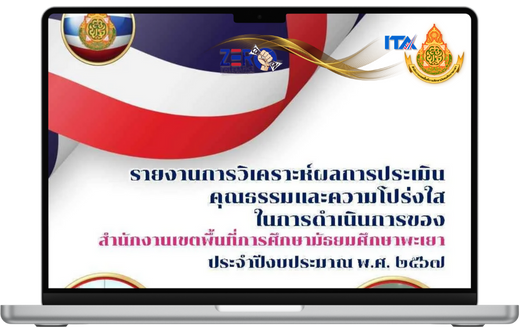 ZERO
ITA
รายงานการวิเคราะห์ผลการประเมิน
คุณธรรมและความโปร่งใส
ในการดำเนินการของ
สำนักงานเขตพื้นที่การศึกษามัธยมศึกษาพะเยา
ประจำปีงบประมาณ พ.ศ. ๒๕๖๗